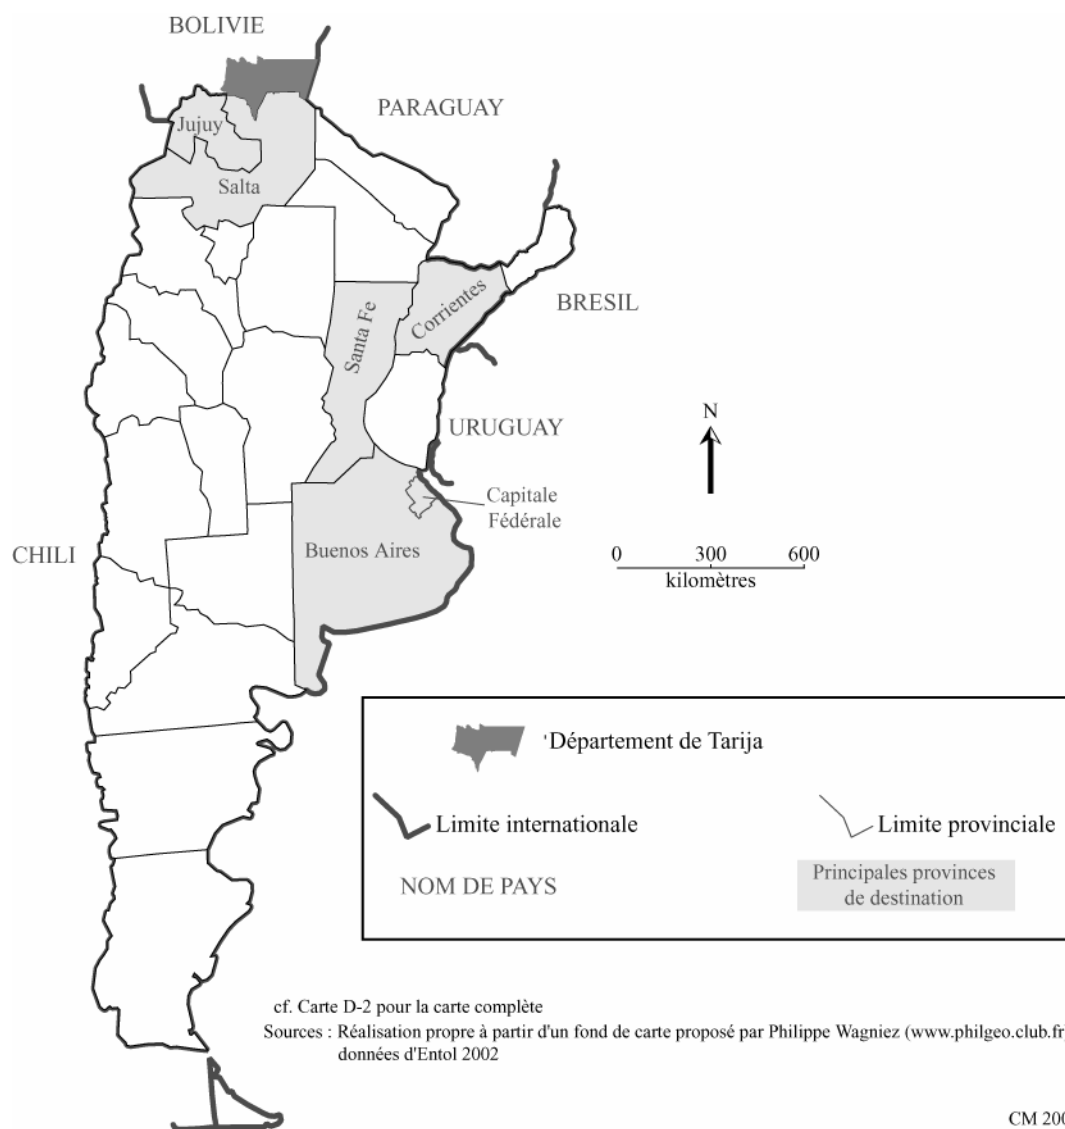 BOLIVIE
PARAGUAY
Jujuy
Salta
BRESIL
Corrientes
Santa Fe
URUGUAY
N
Capitale
Fédérale
CHILI
Buenos Aires
0 300 600
kilomètres
Département de Tarija
Limite internationale
Limite provinciale
NOM DE PAYS
Principales provinces
de destination
cf. Carte D-2 pour la carte complète
Sources : Réalisation propre à partir d'un fond de carte proposé par Philippe Wagniez (www.philgeo.club.fr)
données d'Entol 2002
CM 200